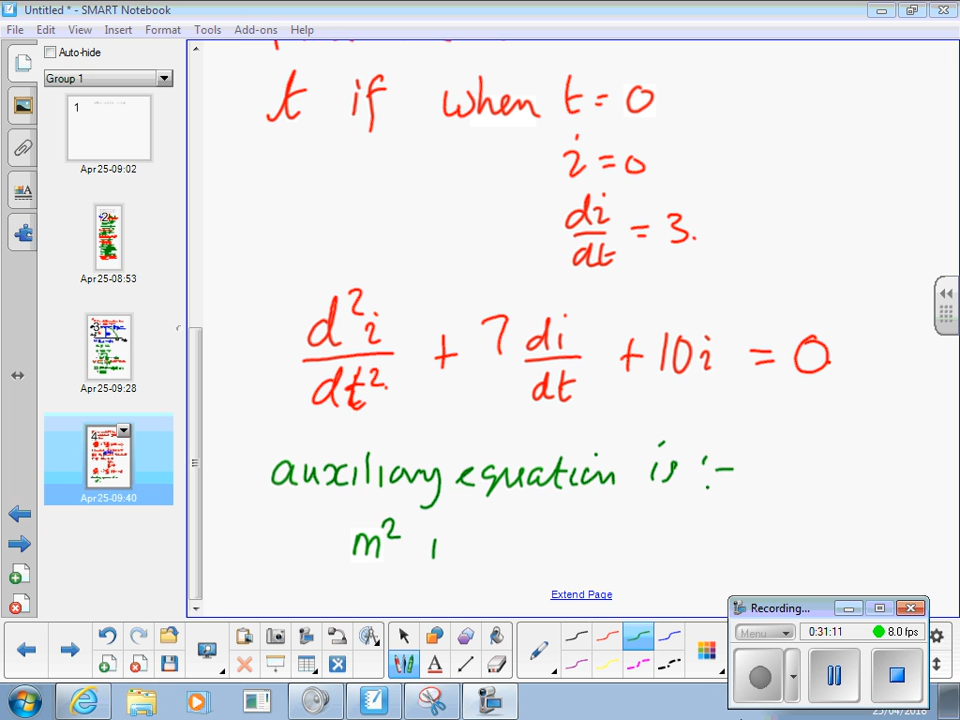 Untitled * - SMART Notebook
File Edit View Insert Format Tools Add-ons Help
Auto-hide
Group 1
1
Apr25-09:02
2
Apr25-08:53
3
Apr25-09:28
4
Apr25-09:40
t if when t = 0
i = 0
di/dt = 3.
d²i/dt² + 7 di/dt + 10i = 0
auxiliary equation is :-
m²
Extend Page
Recording...
Menu
0:31:11
8.0 fps
A